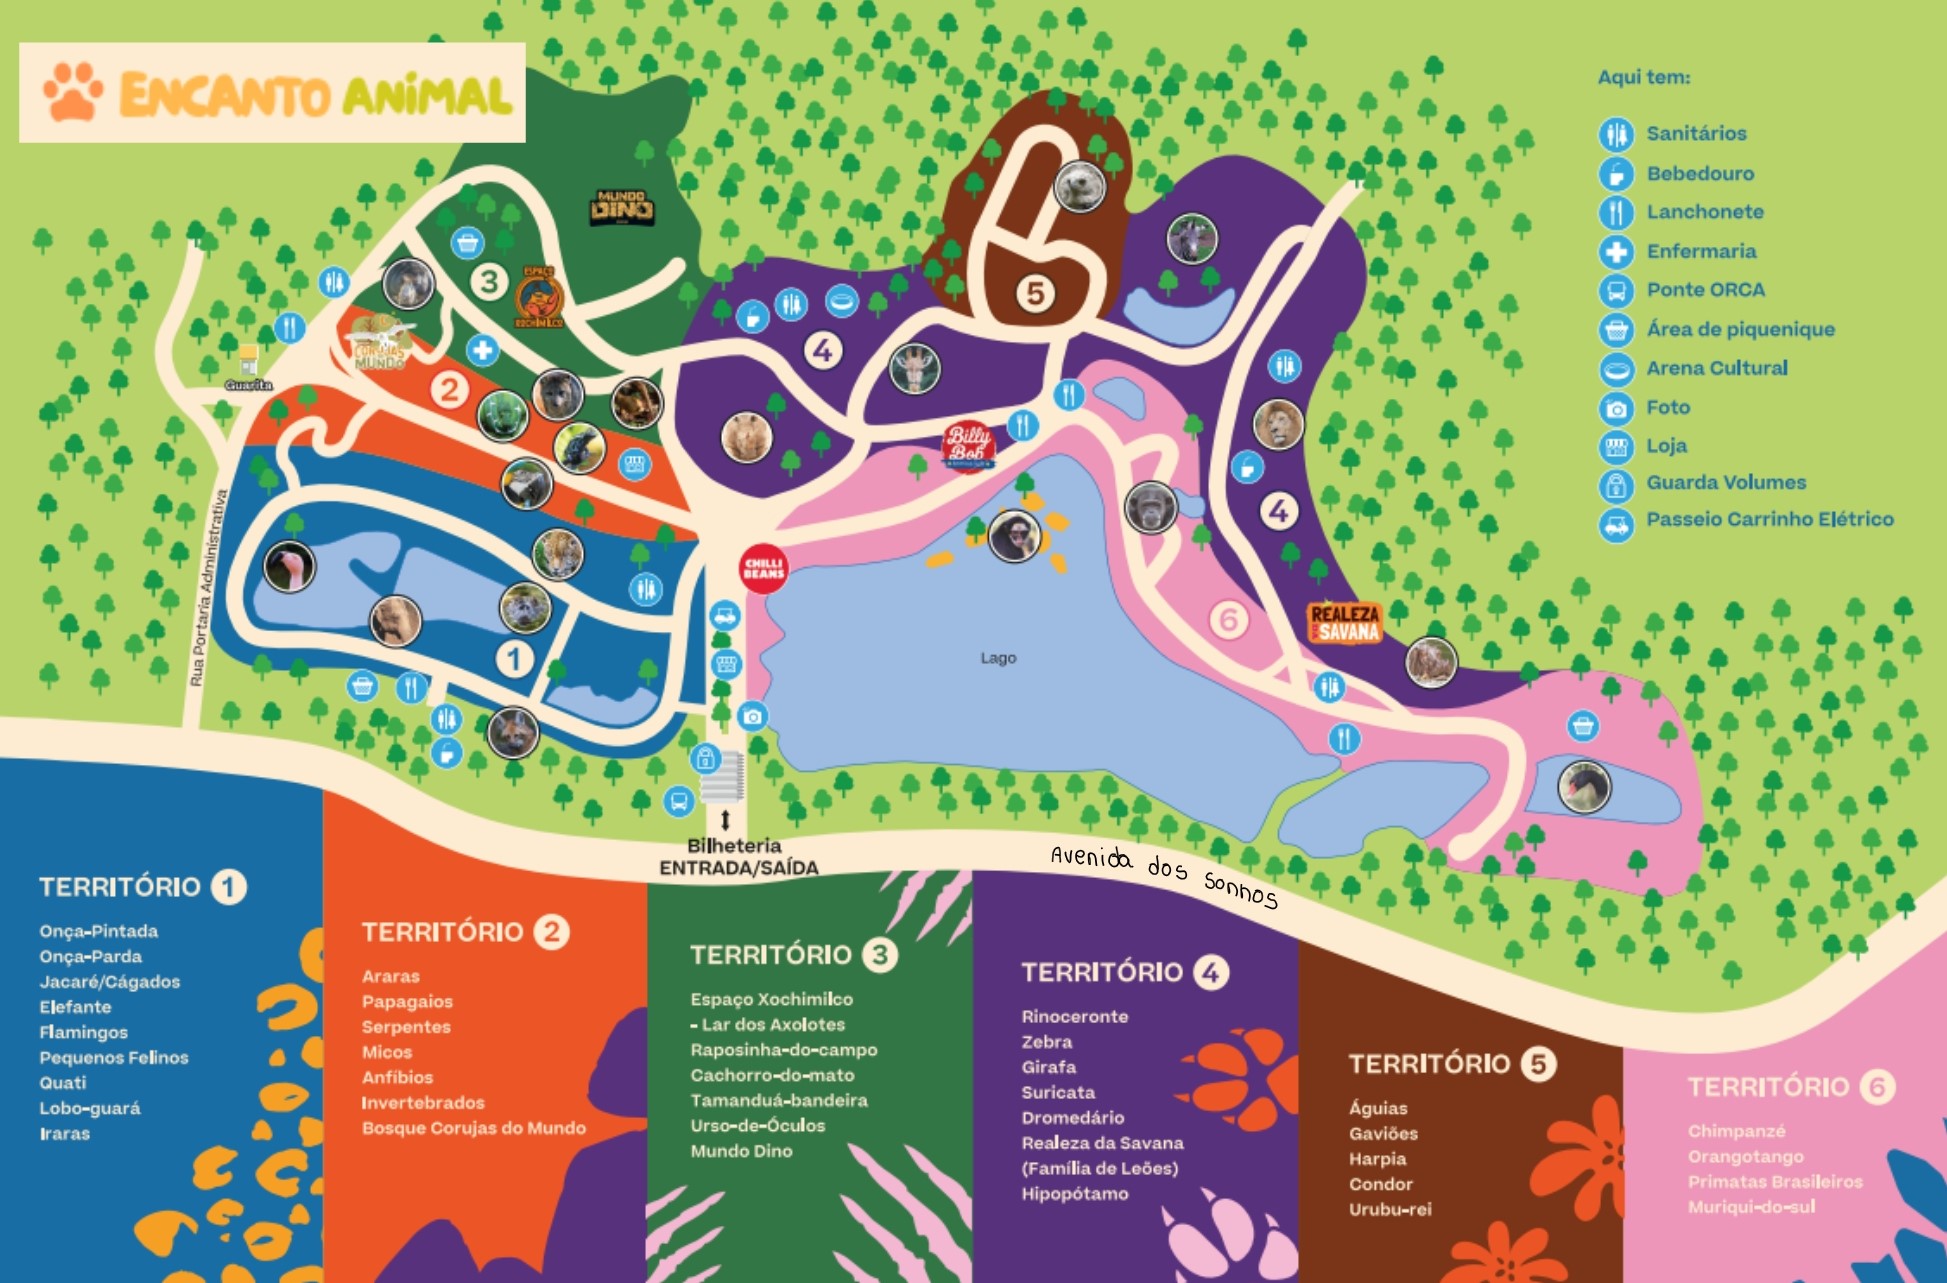 ENCANTO ANIMAL
Aqui tem:
Sanitários
Bebedouro
Lanchonete
Enfermaria
Ponte ORCA
Área de piquenique
Arena Cultural
Foto
Loja
Guarda Volumes
Passeio Carrinho Elétrico
MUNDO
DINO
3
ESPAÇO
XOCHIMILCO
5
4
CORUJAS
MUNDO
Guarita
2
Billy
Bob
4
CHILLI
BEANS
6
REALEZA
SAVANA
Lago
1
Rua Portaria Administrativa
Bilheteria
ENTRADA/SAÍDA
Avenida dos Sonhos
TERRITÓRIO 1
Onça-Pintada
Onça-Parda
Jacaré/Cágados
Elefante
Flamingos
Pequenos Felinos
Quati
Lobo-guará
Iraras
TERRITÓRIO 2
Araras
Papagaios
Serpentes
Micos
Anfíbios
Invertebrados
Bosque Corujas do Mundo
TERRITÓRIO 3
Espaço Xochimilco
- Lar dos Axolotes
Raposinha-do-campo
Cachorro-do-mato
Tamanduá-bandeira
Urso-de-Óculos
Mundo Dino
TERRITÓRIO 4
Rinoceronte
Zebra
Girafa
Suricata
Dromedário
Realeza da Savana
(Família de Leões)
Hipopótamo
TERRITÓRIO 5
Águias
Gaviões
Harpia
Condor
Urubu-rei
TERRITÓRIO 6
Chimpanzé
Orangotango
Primatas Brasileiros
Muriqui-do-sul